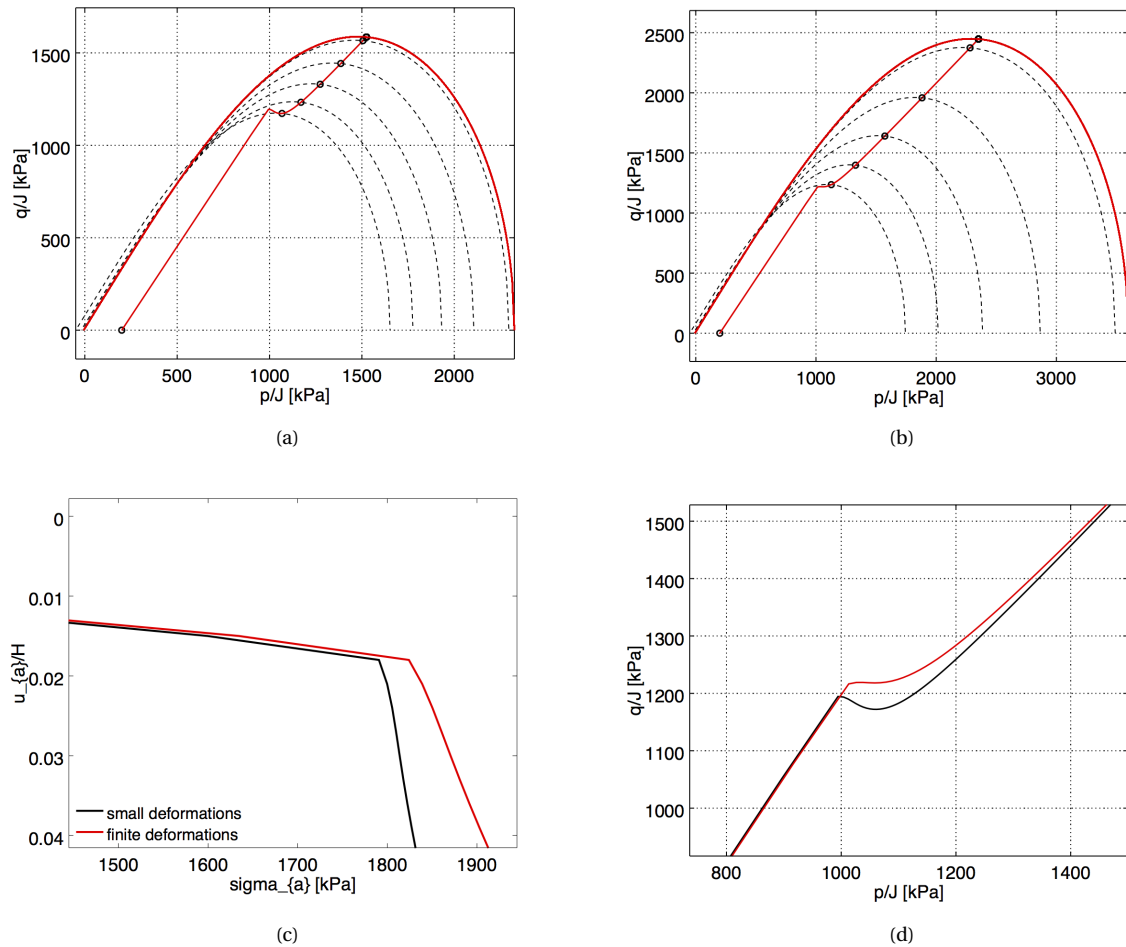 1500
1000
500
0
q/J [kPa]
0 500 1000 1500 2000
p/J [kPa]
(a)
2500
2000
1500
1000
500
0
q/J [kPa]
0 1000 2000 3000
p/J [kPa]
(b)
0
0.01
0.02
0.03
0.04
u_{a}/H
small deformations
finite deformations
1500 1600 1700 1800 1900
sigma_{a} [kPa]
(c)
1500
1400
1300
1200
1100
1000
q/J [kPa]
800 1000 1200 1400
p/J [kPa]
(d)